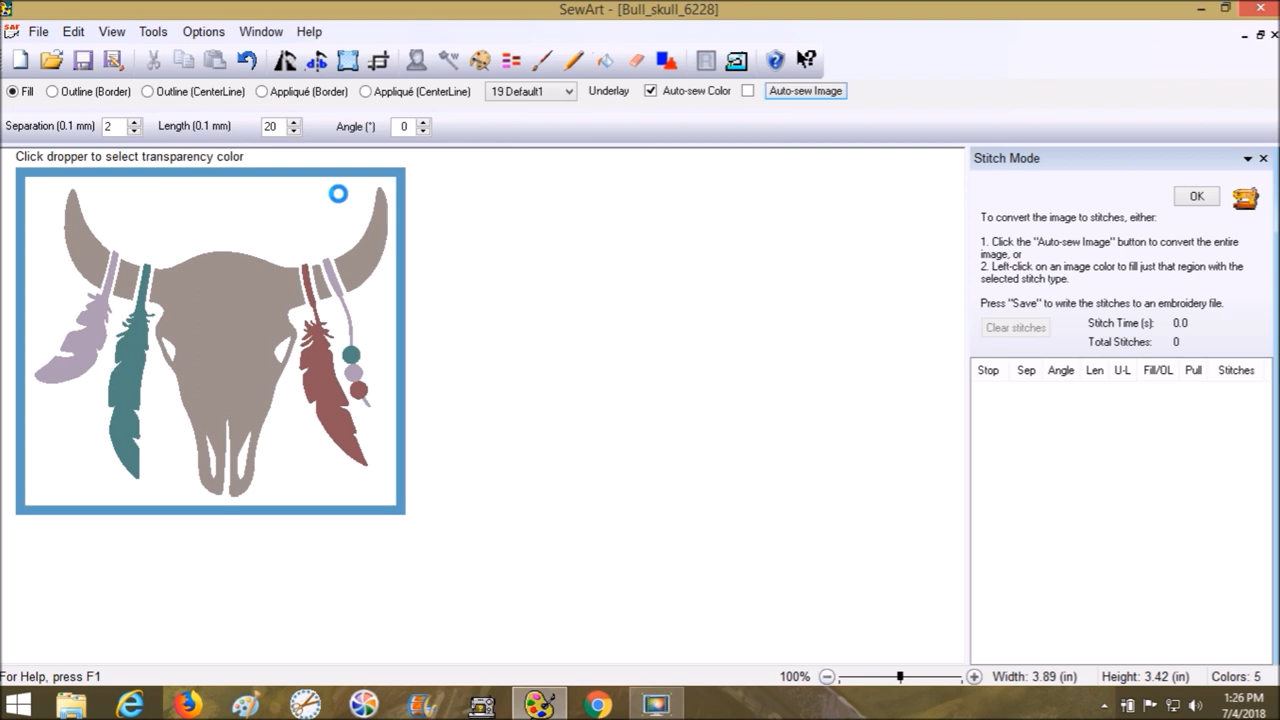 SewArt - [Bull_skull_6228]
File Edit View Tools Options Window Help
Fill Outline (Border) Outline (CenterLine) Appliqué (Border) Appliqué (CenterLine) 19 Default1 Underlay Auto-sew Color Auto-sew Image
Separation (0.1 mm) 2 Length (0.1 mm) 20 Angle (°) 0
Click dropper to select transparency color
Stitch Mode
OK
To convert the image to stitches, either:
1. Click the "Auto-sew Image" button to convert the entire
image, or
2. Left-click on an image color to fill just that region with the
selected stitch type.
Press "Save" to write the stitches to an embroidery file.
Clear stitches Stitch Time (s): 0.0
Total Stitches: 0
Stop Sep Angle Len U-L Fill/OL Pull Stitches
For Help, press F1 100% Width: 3.89 (in) Height: 3.42 (in) Colors: 5
1:26 PM
7/4/2018